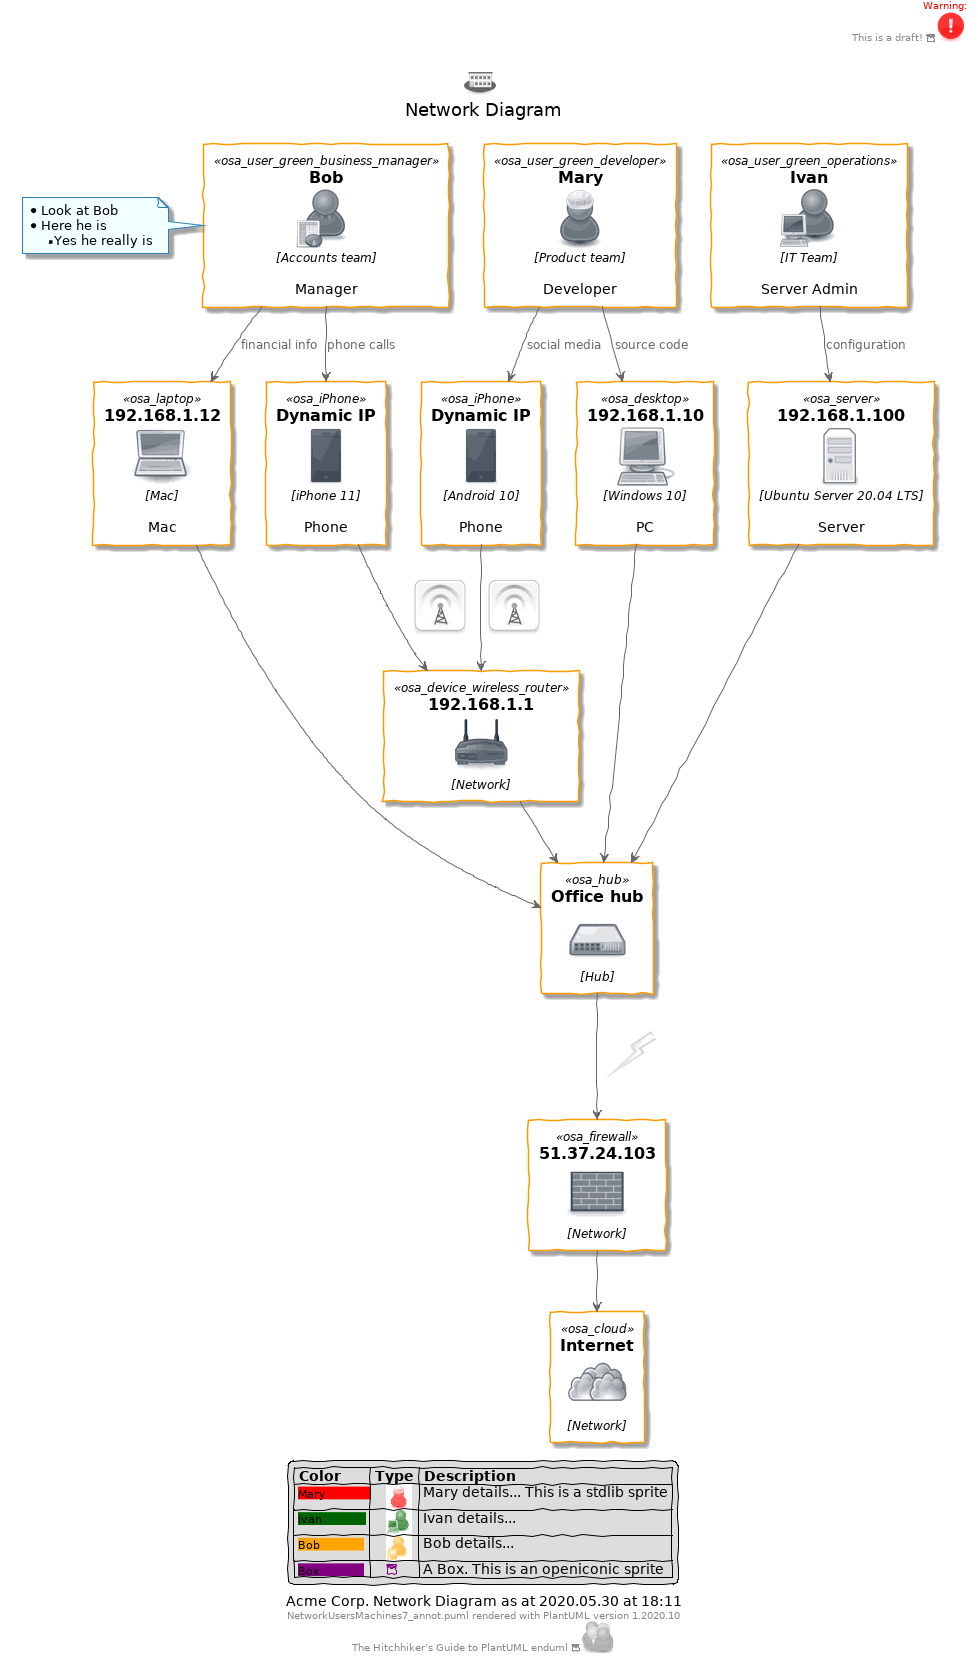 Warning:
This is a draft!
Network Diagram
«osa_user_green_business_manager»
Bob
[Accounts team]
Manager
«osa_user_green_developer»
Mary
[Product team]
Developer
«osa_user_green_operations»
Ivan
[IT Team]
Server Admin
Look at Bob
Here he is
Yes he really is
financial info
phone calls
social media
source code
configuration
«osa_laptop»
192.168.1.12
[Mac]
Mac
«osa_iPhone»
Dynamic IP
[iPhone 11]
Phone
«osa_iPhone»
Dynamic IP
[Android 10]
Phone
«osa_desktop»
192.168.1.10
[Windows 10]
PC
«osa_server»
192.168.1.100
[Ubuntu Server 20.04 LTS]
Server
«osa_device_wireless_router»
192.168.1.1
[Network]
«osa_hub»
Office hub
[Hub]
«osa_firewall»
51.37.24.103
[Network]
«osa_cloud»
Internet
[Network]
Color Type Description
Mary Mary details... This is a stdlib sprite
Ivan Ivan details...
Bob Bob details...
Box A Box. This is an openiconic sprite
Acme Corp. Network Diagram as at 2020.05.30 at 18:11
NetworkUsersMachines7_annot.puml rendered with PlantUML version 1.2020.10
The Hitchhiker's Guide to PlantUML enduml